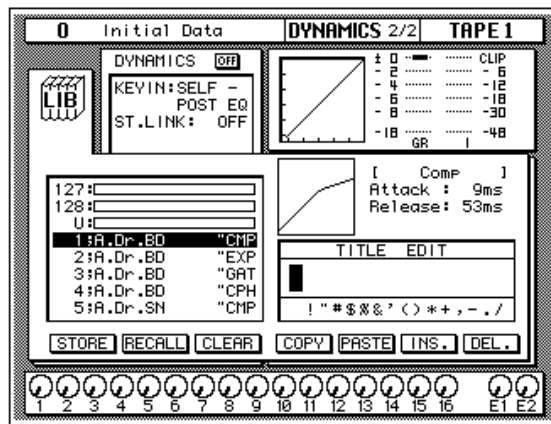 0 Initial Data DYNAMICS 2/2 TAPE 1
DYNAMICS OFF
LIB
KEYIN:SELF -
POST EQ
ST.LINK: OFF
± 0 CLIP
- 2 - 6
- 4 -12
- 6 -18
- 8 -30
-18 -48
GR I
127:
128:
U:
1;A.Dr.BD "CMP
2;A.Dr.BD "EXP
3;A.Dr.BD "GAT
4;A.Dr.BD "CPH
5;A.Dr.SN "CMP
[ Comp ]
Attack : 9ms
Release: 53ms
TITLE EDIT
!"#$%&'()*+,-./
STORE RECALL CLEAR COPY PASTE INS. DEL.
1 2 3 4 5 6 7 8 9 10 11 12 13 14 15 16 E1 E2